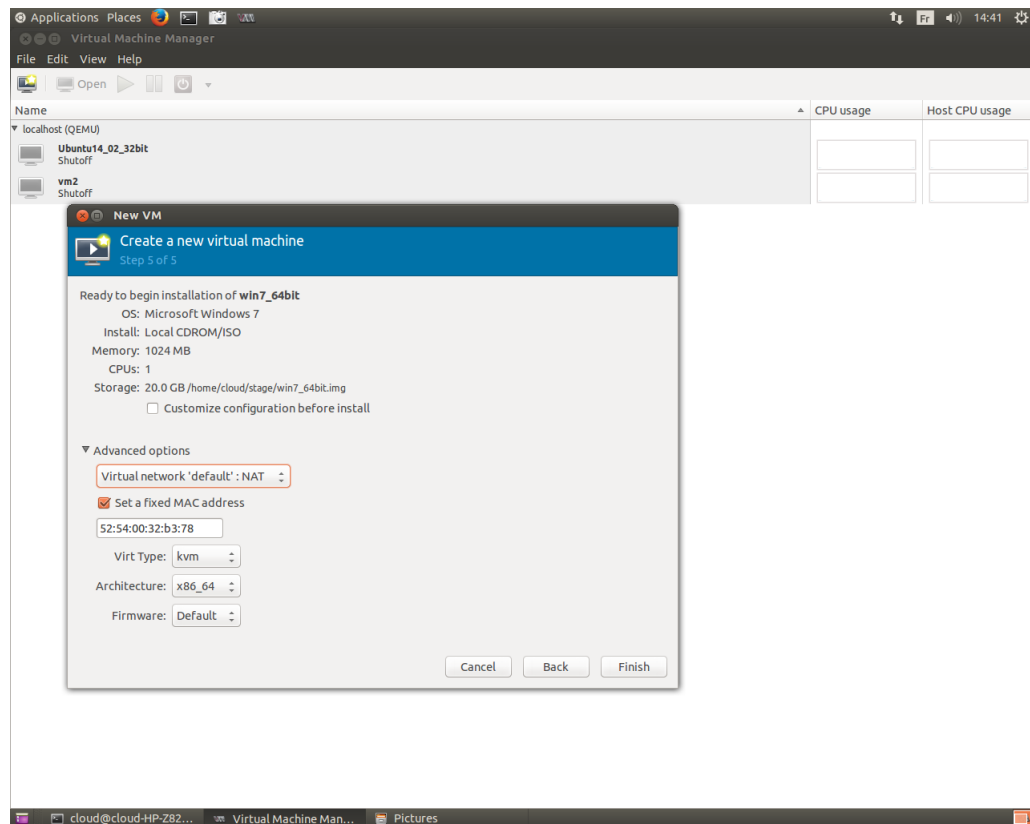 Applications Places Fr 14:41
Virtual Machine Manager
File Edit View Help
Open
Name CPU usage Host CPU usage
localhost (QEMU)
Ubuntu14_02_32bit
Shutoff
vm2
Shutoff
New VM
Create a new virtual machine
Step 5 of 5
Ready to begin installation of win7_64bit
OS: Microsoft Windows 7
Install: Local CDROM/ISO
Memory: 1024 MB
CPUs: 1
Storage: 20.0 GB /home/cloud/stage/win7_64bit.img
Customize configuration before install
Advanced options
Virtual network 'default' : NAT
Set a fixed MAC address
52:54:00:32:b3:78
Virt Type: kvm
Architecture: x86_64
Firmware: Default
Cancel Back Finish
cloud@cloud-HP-Z82... Virtual Machine Man... Pictures